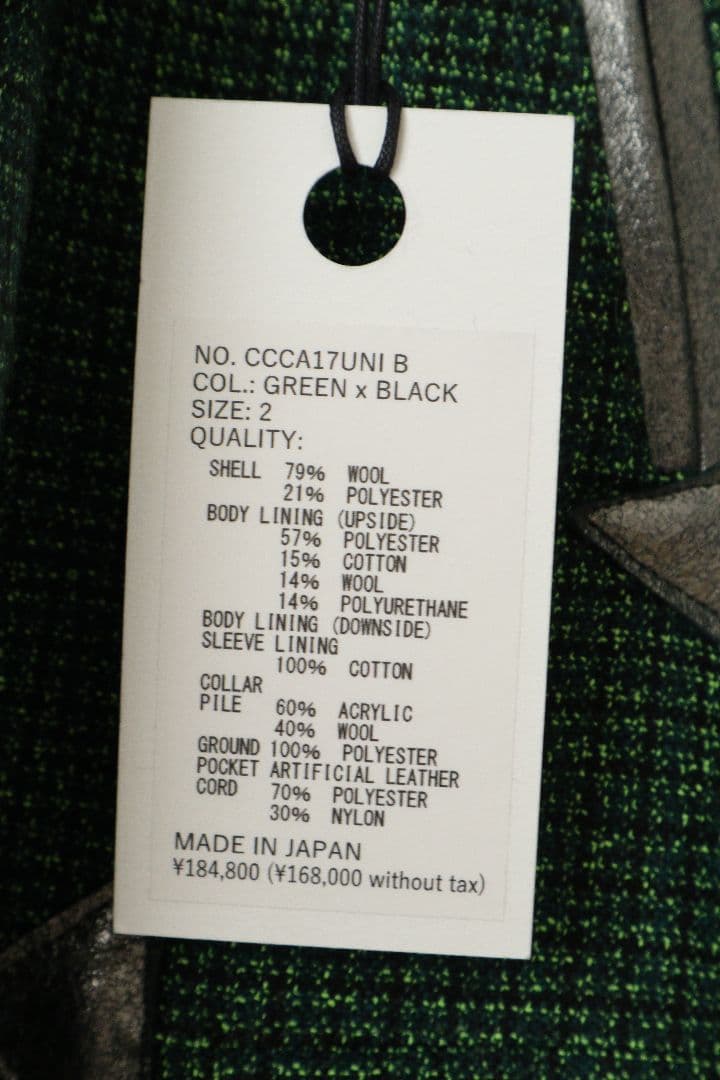 NO. CCCA17UNI B
COL.: GREEN x BLACK
SIZE: 2
QUALITY:
SHELL 79% WOOL
21% POLYESTER
BODY LINING (UPSIDE)
57% POLYESTER
15% COTTON
14% WOOL
14% POLYURETHANE
BODY LINING (DOWNSIDE)
SLEEVE LINING
100% COTTON
COLLAR
PILE 60% ACRYLIC
40% WOOL
GROUND 100% POLYESTER
POCKET ARTIFICIAL LEATHER
CORD 70% POLYESTER
30% NYLON
MADE IN JAPAN
¥184,800 (¥168,000 without tax)